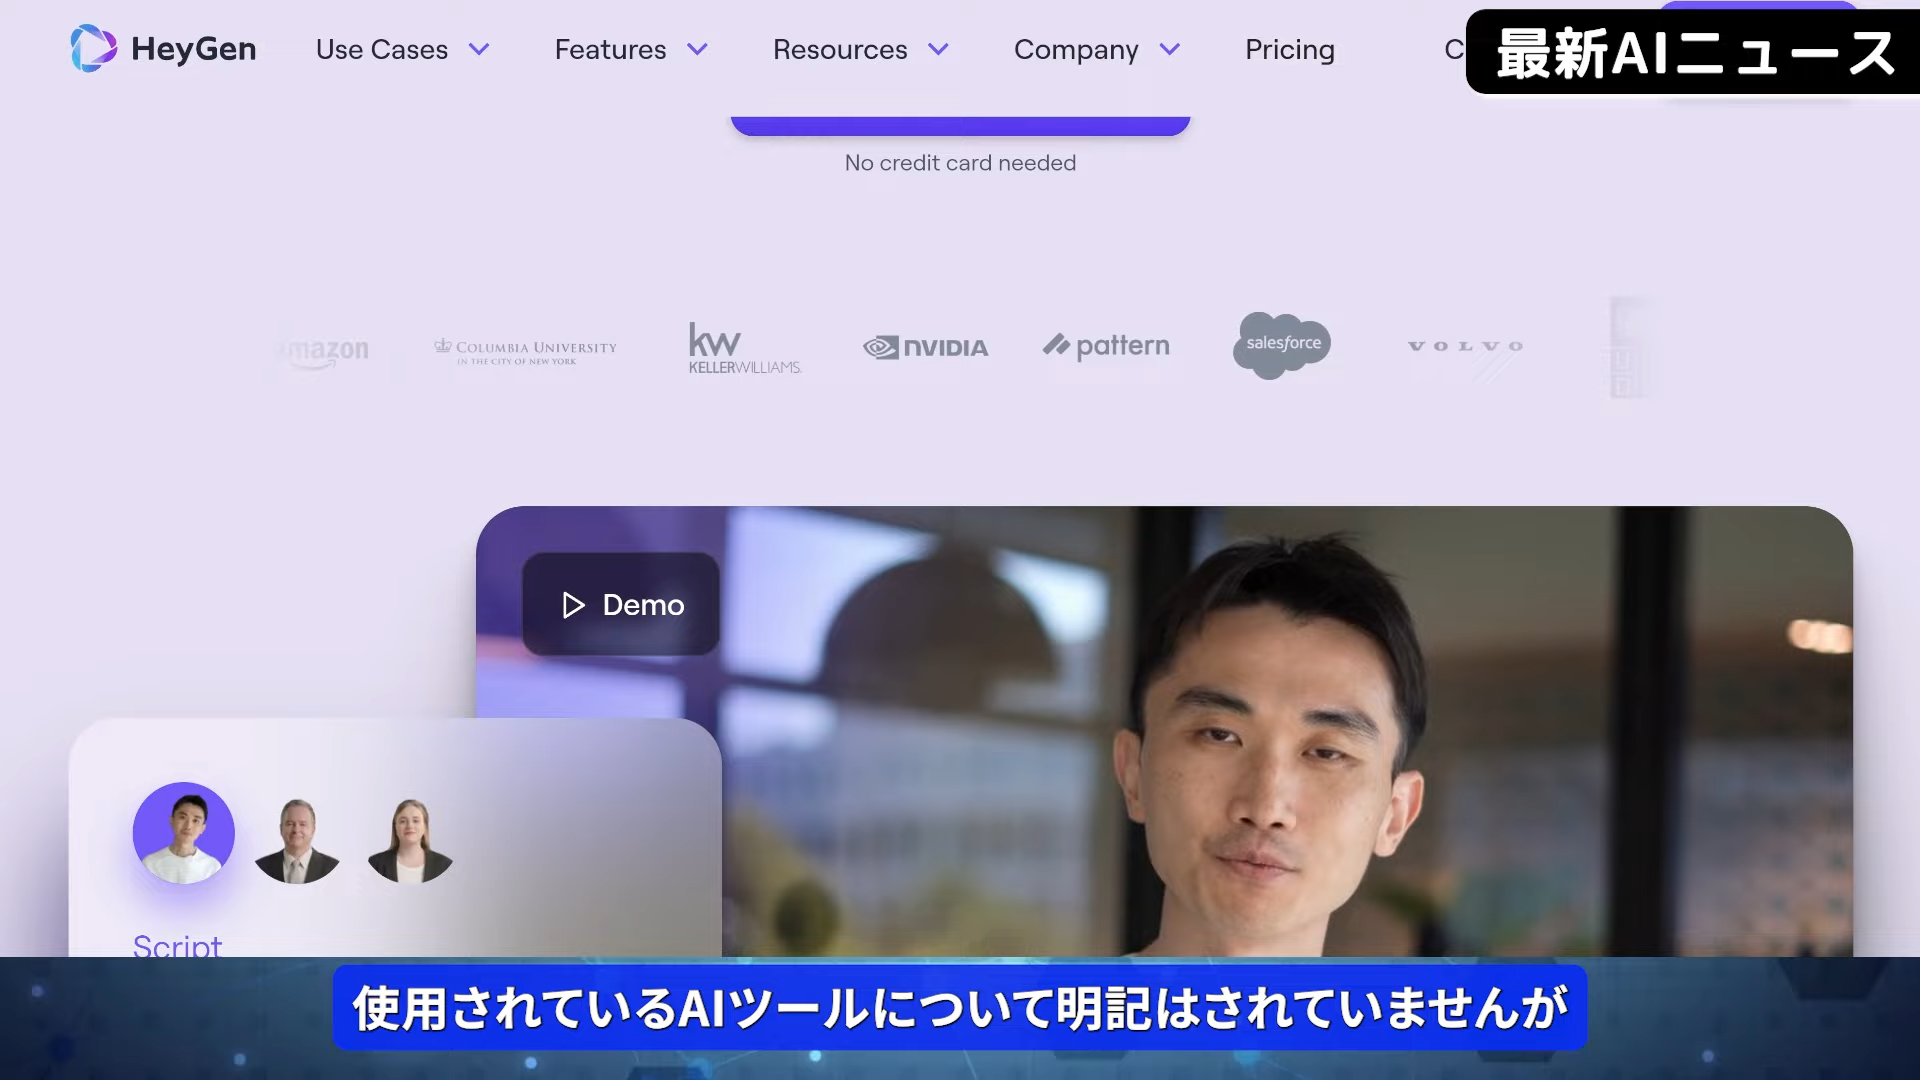 HeyGen
Use Cases
Features
Resources
Company
Pricing
最新AIニュース
No credit card needed
amazon
COLUMBIA UNIVERSITY
IN THE CITY OF NEW YORK
kw
KELLERWILLIAMS.
NVIDIA
pattern
salesforce
VOLVO
Demo
Script
使用されているAIツールについて明記はされていませんが